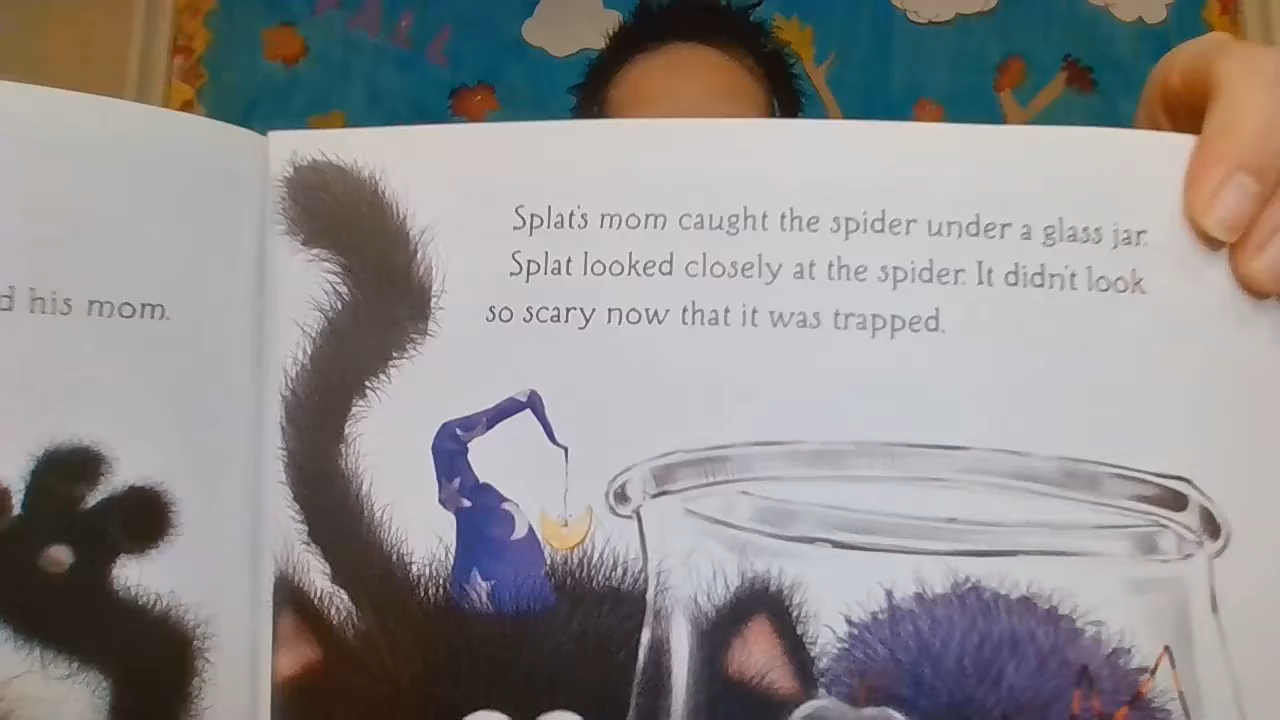 FALL
d his mom.
Splat's mom caught the spider under a glass jar.
Splat looked closely at the spider. It didn't look
so scary now that it was trapped.